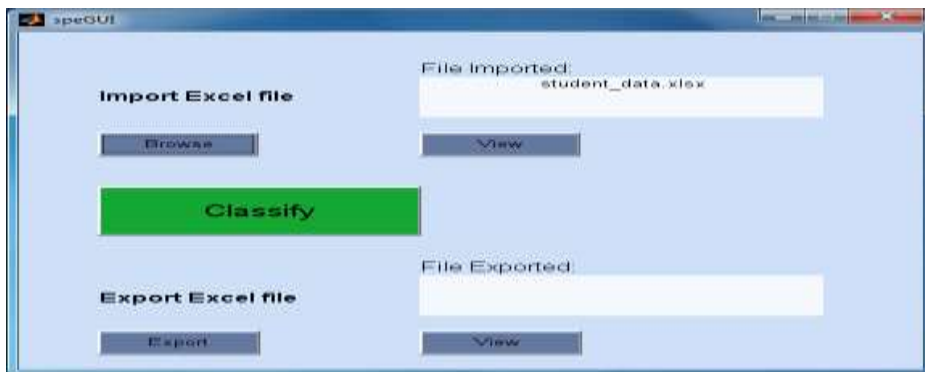 speGUI
File Imported:
Import Excel file
student_data.xlsx
Browse
View
Classify
File Exported:
Export Excel file
Export
View